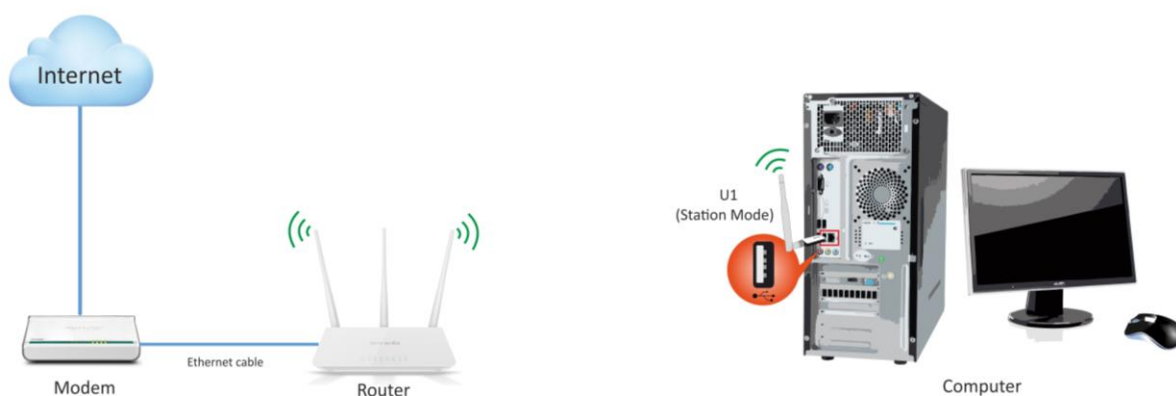 Internet
U1
(Station Mode)
Ethernet cable
Modem
Router
Computer